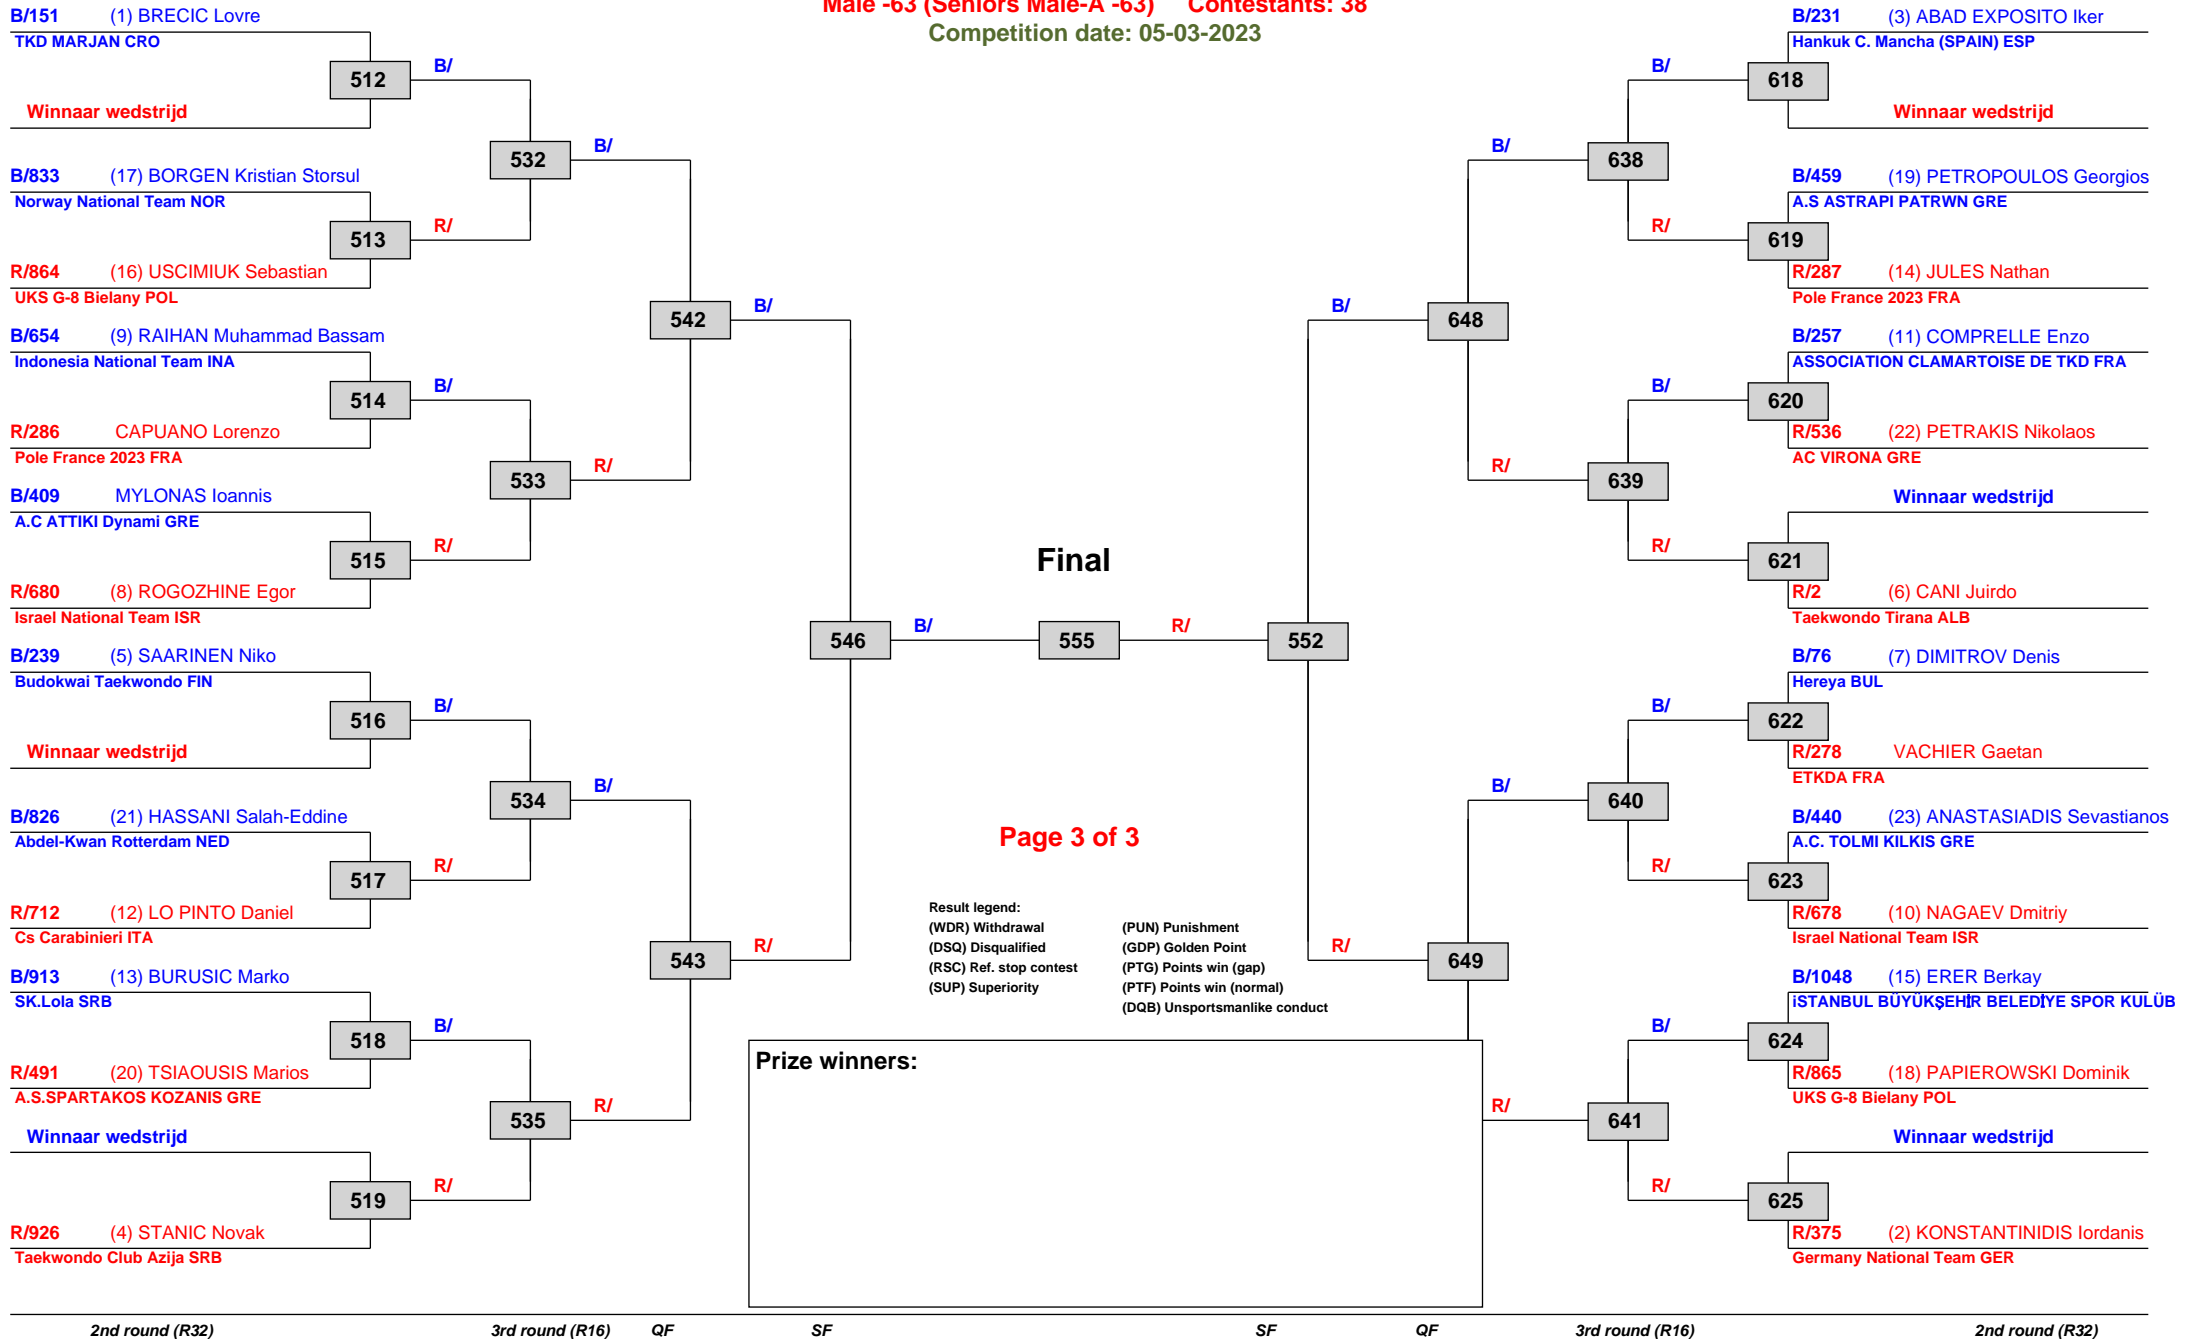 Male -63 (Seniors Male-A -63) Contestants: 38
Competition date: 05-03-2023
B/151 (1) BRECIC Lovre
TKD MARJAN CRO
512
B/
Winnaar wedstrijd
532
B/
B/833 (17) BORGEN Kristian Storsul
Norway National Team NOR
513
R/
R/864 (16) USCIMIUK Sebastian
UKS G-8 Bielany POL
542
B/
B/654 (9) RAIHAN Muhammad Bassam
Indonesia National Team INA
514
B/
R/286 CAPUANO Lorenzo
Pole France 2023 FRA
533
R/
B/409 MYLONAS Ioannis
A.C ATTIKI Dynami GRE
515
R/
R/680 (8) ROGOZHINE Egor
Israel National Team ISR
546
B/
B/239 (5) SAARINEN Niko
Budokwai Taekwondo FIN
516
B/
Winnaar wedstrijd
534
B/
B/826 (21) HASSANI Salah-Eddine
Abdel-Kwan Rotterdam NED
517
R/
R/712 (12) LO PINTO Daniel
Cs Carabinieri ITA
543
R/
B/913 (13) BURUSIC Marko
SK.Lola SRB
518
B/
R/491 (20) TSIAOUSIS Marios
A.S.SPARTAKOS KOZANIS GRE
535
R/
Winnaar wedstrijd
519
R/
R/926 (4) STANIC Novak
Taekwondo Club Azija SRB
Final
555
R/
552
Page 3 of 3
Result legend:
(WDR) Withdrawal (PUN) Punishment
(DSQ) Disqualified (GDP) Golden Point
(RSC) Ref. stop contest (PTG) Points win (gap)
(SUP) Superiority (PTF) Points win (normal)
(DQB) Unsportsmanlike conduct
Prize winners:
B/231 (3) ABAD EXPOSITO Iker
Hankuk C. Mancha (SPAIN) ESP
B/
618
Winnaar wedstrijd
B/
638
B/459 (19) PETROPOULOS Georgios
A.S ASTRAPI PATRWN GRE
R/
619
R/287 (14) JULES Nathan
Pole France 2023 FRA
B/
648
B/257 (11) COMPRELLE Enzo
ASSOCIATION CLAMARTOISE DE TKD FRA
B/
620
R/536 (22) PETRAKIS Nikolaos
AC VIRONA GRE
R/
639
Winnaar wedstrijd
R/
621
R/2 (6) CANI Juirdo
Taekwondo Tirana ALB
B/76 (7) DIMITROV Denis
Hereya BUL
B/
622
R/278 VACHIER Gaetan
ETKDA FRA
B/
640
B/440 (23) ANASTASIADIS Sevastianos
A.C. TOLMI KILKIS GRE
R/
623
R/678 (10) NAGAEV Dmitriy
Israel National Team ISR
R/
649
B/1048 (15) ERER Berkay
iSTANBUL BÜYÜKŞEHİR BELEDİYE SPOR KULÜB
B/
624
R/865 (18) PAPIEROWSKI Dominik
UKS G-8 Bielany POL
R/
641
Winnaar wedstrijd
R/
625
R/375 (2) KONSTANTINIDIS Iordanis
Germany National Team GER
2nd round (R32) 3rd round (R16) QF SF SF QF 3rd round (R16) 2nd round (R32)